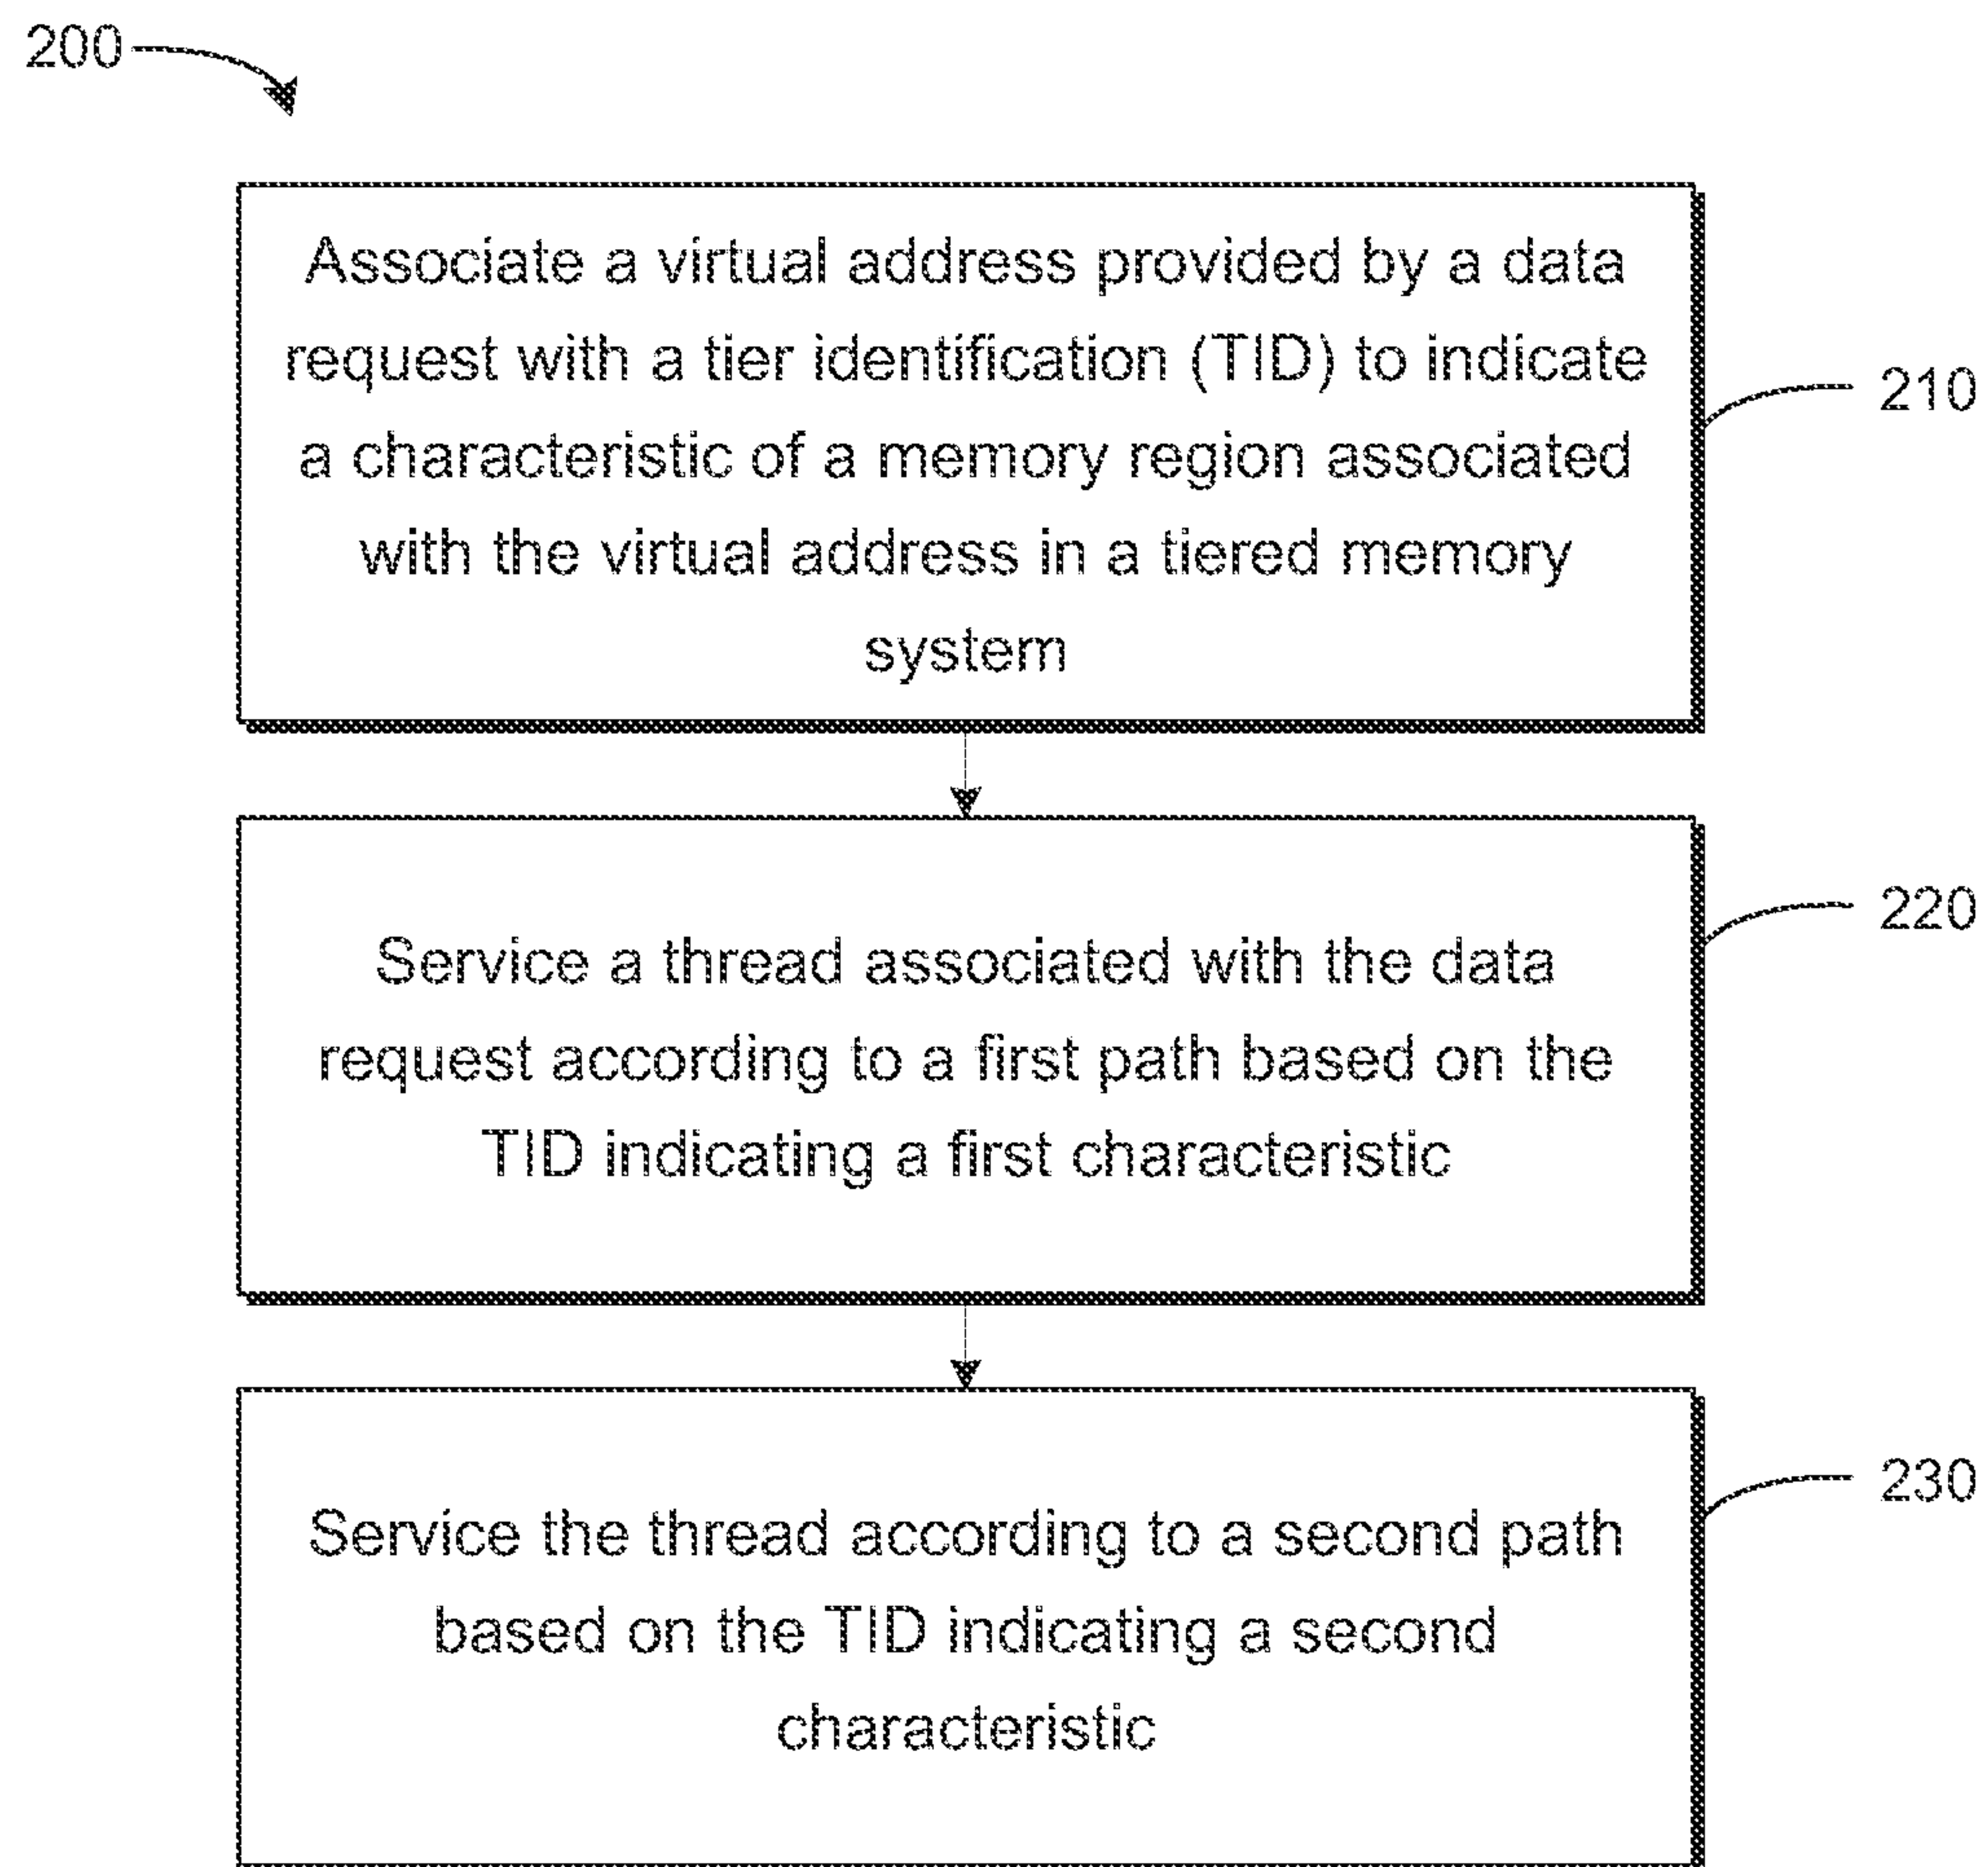 200
Associate a virtual address provided by a data
request with a tier identification (TID) to indicate
a characteristic of a memory region associated
with the virtual address in a tiered memory
system
210
Service a thread associated with the data
request according to a first path based on the
TID indicating a first characteristic
220
Service the thread according to a second path
based on the TID indicating a second
characteristic
230